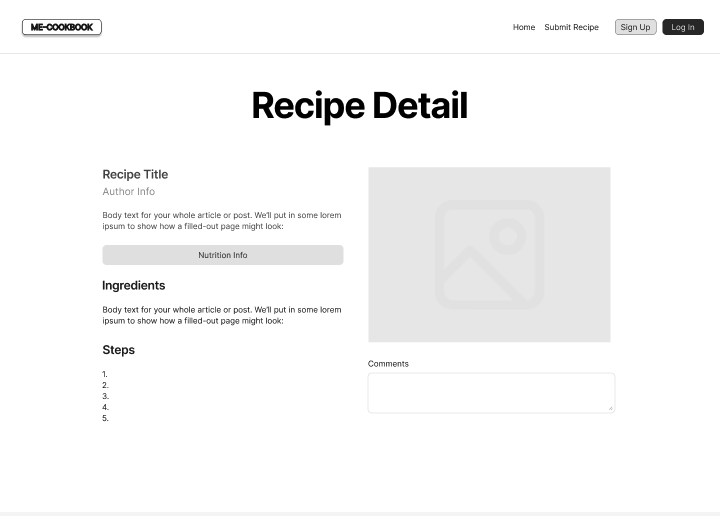 ME-COOKBOOK
Home
Submit Recipe
Sign Up
Log In
Recipe Detail
Recipe Title
Author Info
Body text for your whole article or post. We'll put in some lorem
ipsum to show how a filled-out page might look:
Nutrition Info
Ingredients
Body text for your whole article or post. We'll put in some lorem
ipsum to show how a filled-out page might look:
Steps
1.
2.
3.
4.
5.
Comments